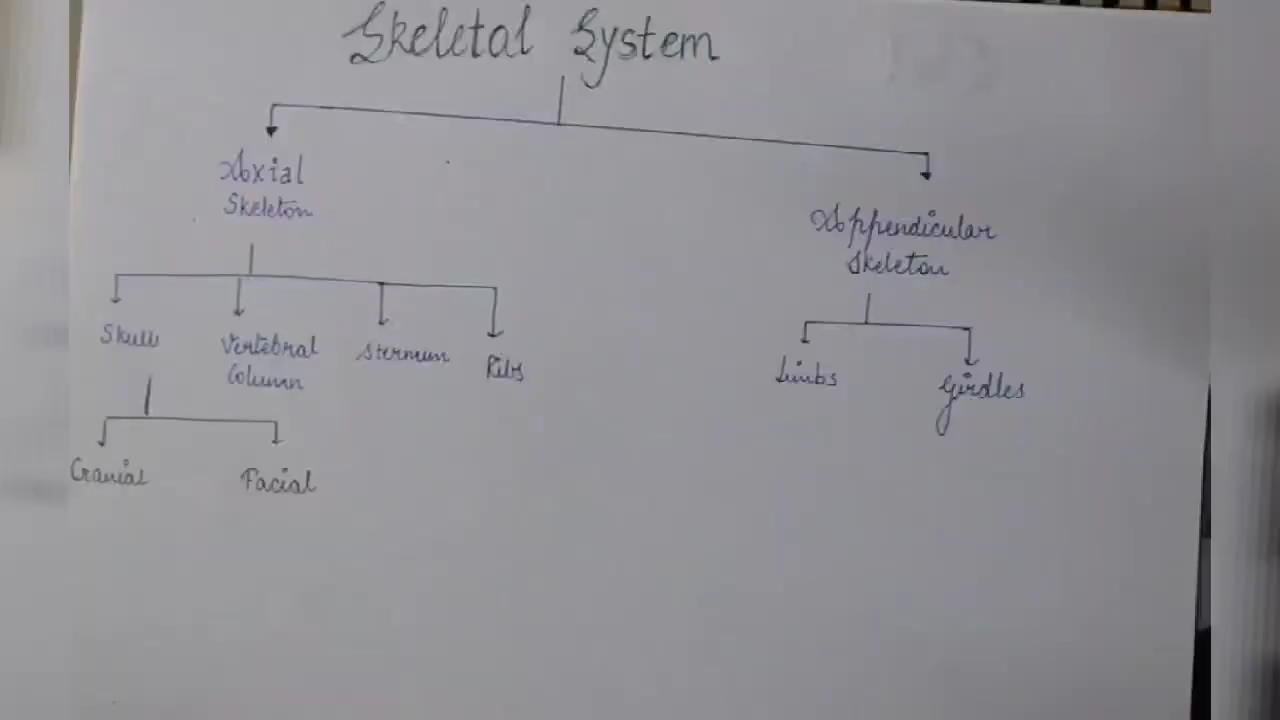 Skeletal System
Axial
Skeleton
Appendicular
Skeleton
Skull
Vertebral
Column
Sternum
Ribs
Limbs
Girdles
Cranial
Facial